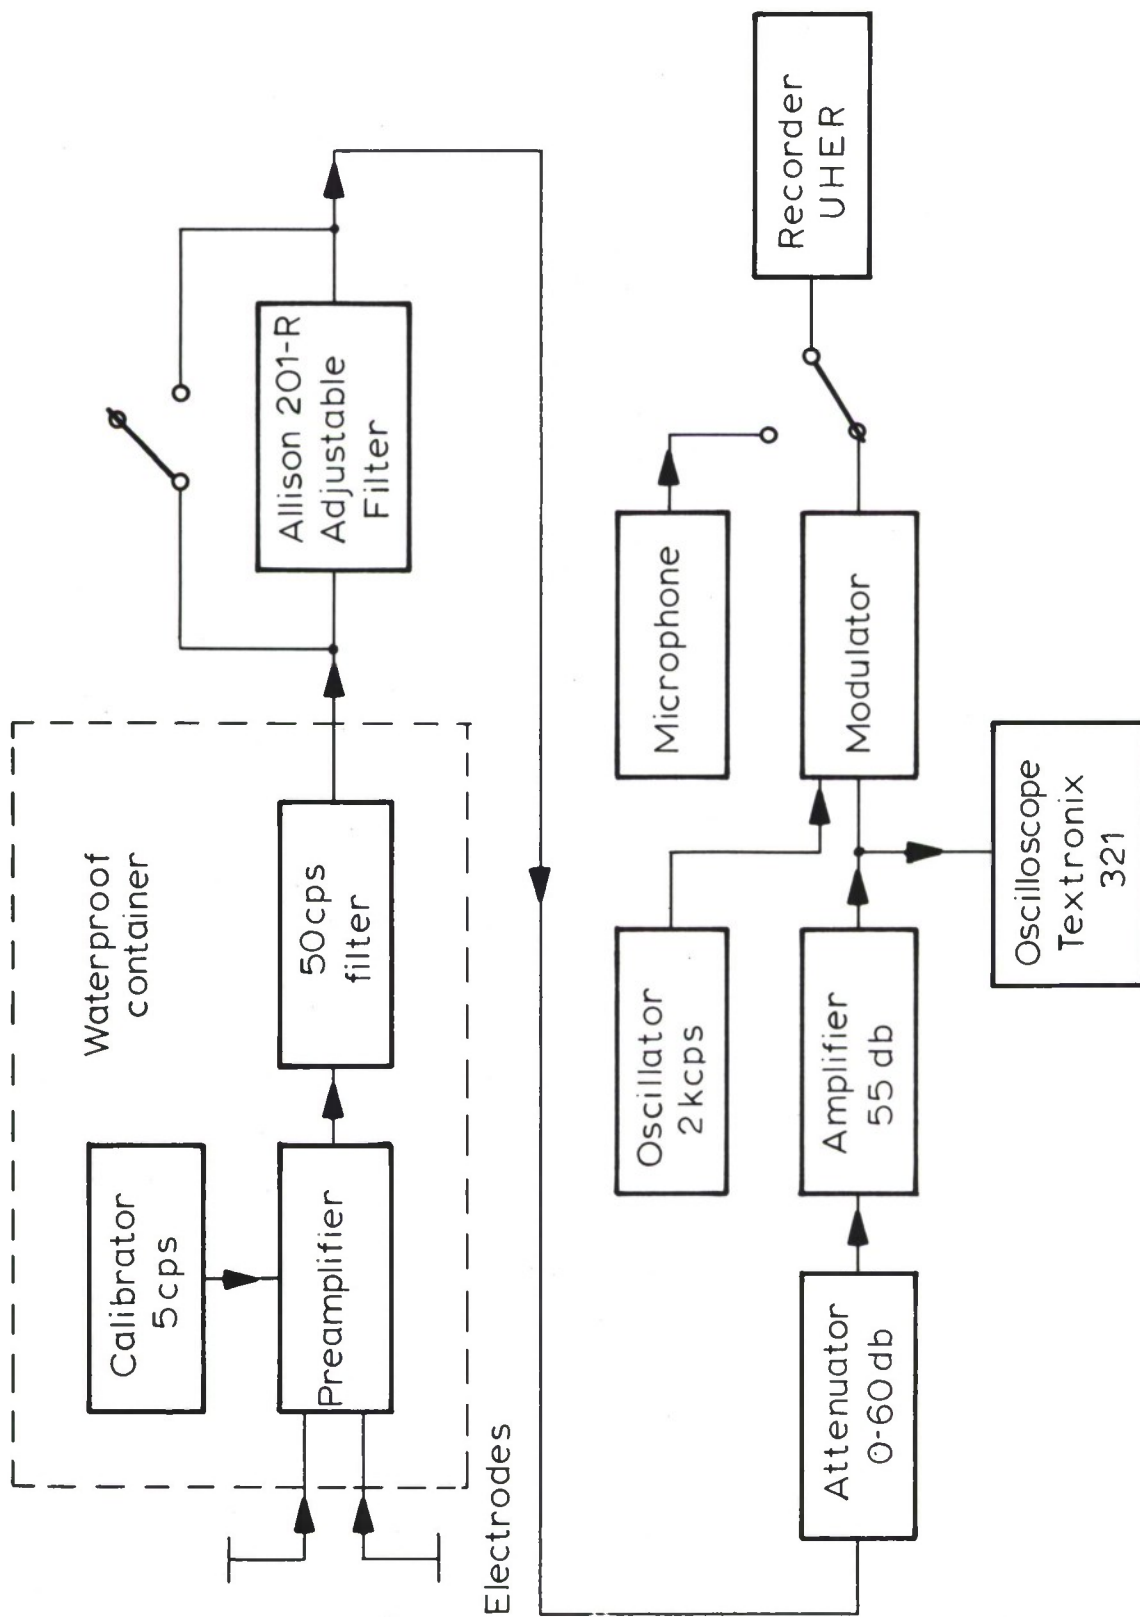 Waterproof
container
Calibrator
5cps
Preamplifier
50cps
filter
Allison 201-R
Adjustable
Filter
Electrodes
Oscillator
2kcps
Microphone
Attenuator
0-60db
Amplifier
55 db
Modulator
Recorder
UHER
Oscilloscope
Textronix
321